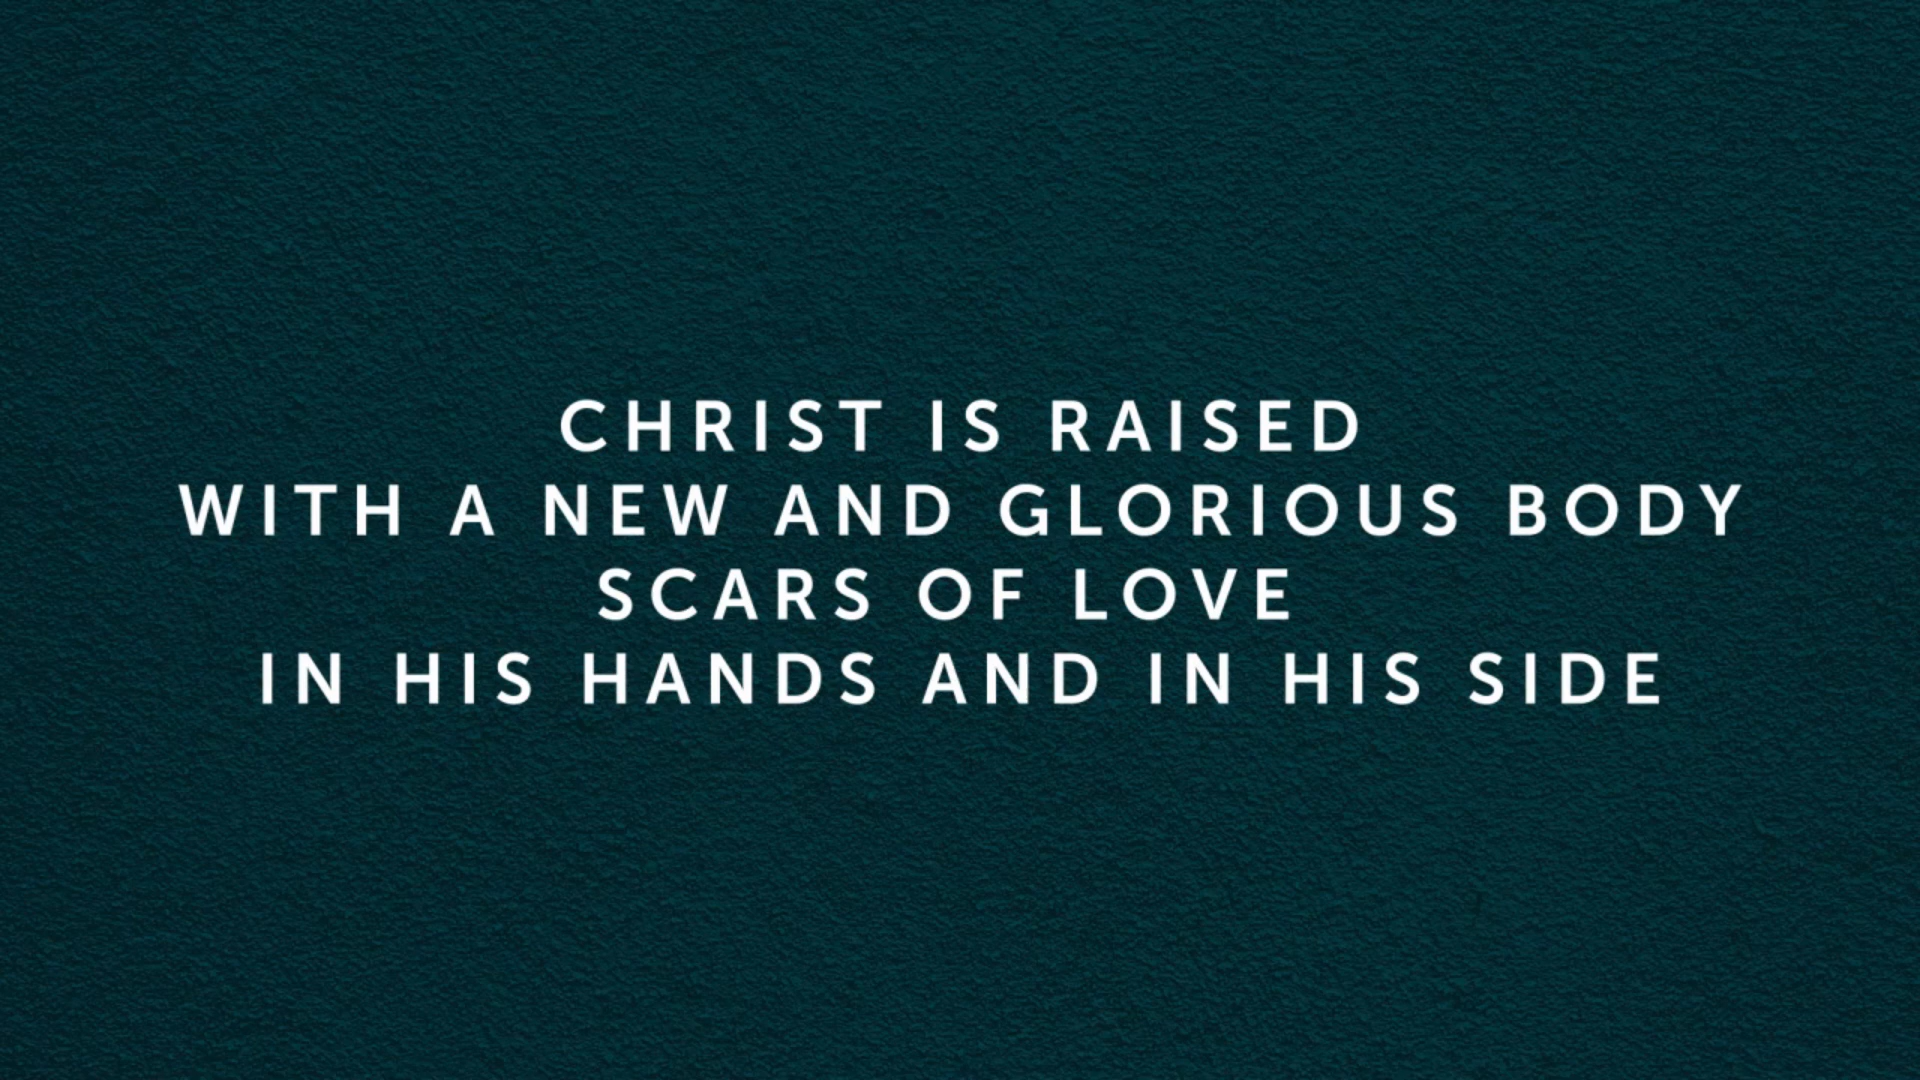 CHRIST IS RAISED
WITH A NEW AND GLORIOUS BODY
SCARS OF LOVE
IN HIS HANDS AND IN HIS SIDE